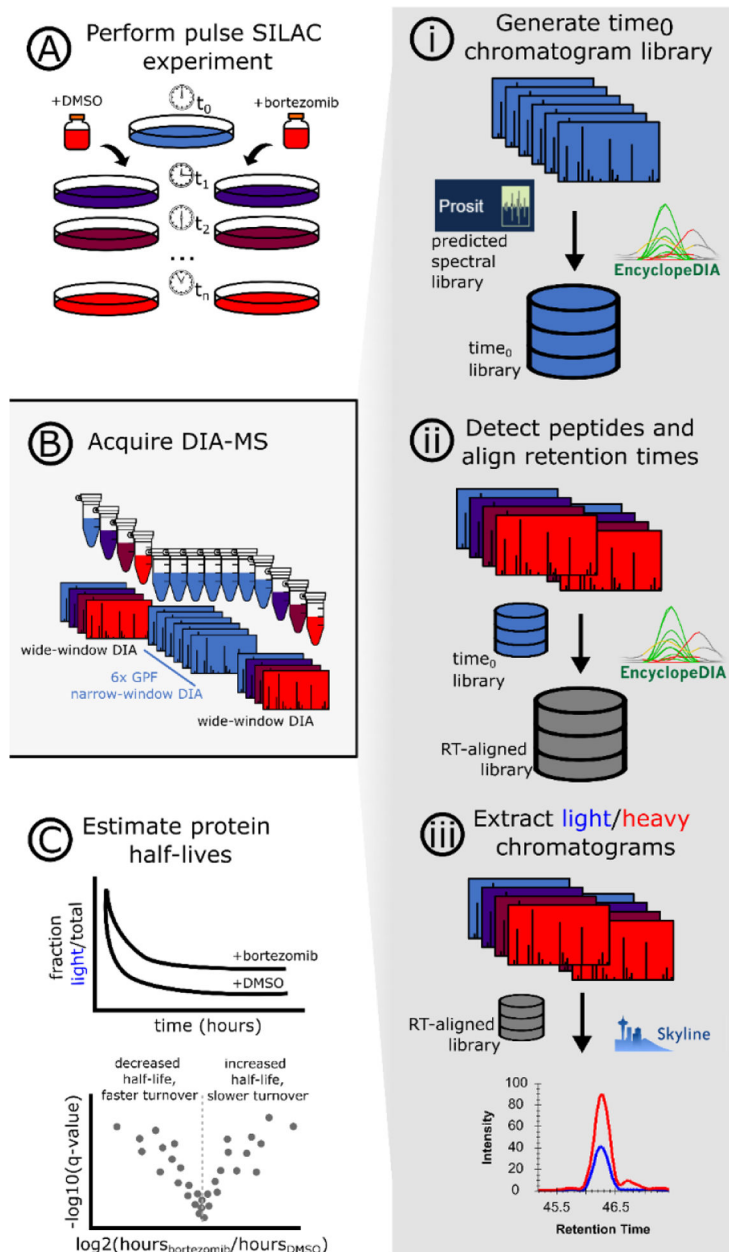 A
Perform pulse SILAC
experiment
+DMSO
+bortezomib
t0
t1
t2
...
tn
B
Acquire DIA-MS
wide-window DIA
6x GPF
narrow-window DIA
wide-window DIA
C
Estimate protein
half-lives
fraction
light/total
+bortezomib
+DMSO
time (hours)
decreased
half-life,
faster turnover
increased
half-life,
slower turnover
-log10(q-value)
log2(hoursbortezomib/hoursDMSO)
i
Generate time0
chromatogram library
Prosit
predicted
spectral
library
EncyclopeDIA
time0
library
ii
Detect peptides and
align retention times
time0
library
EncyclopeDIA
RT-aligned
library
iii
Extract light/heavy
chromatograms
RT-aligned
library
Skyline
Intensity
100
80
60
40
20
0
45.5
46.5
Retention Time